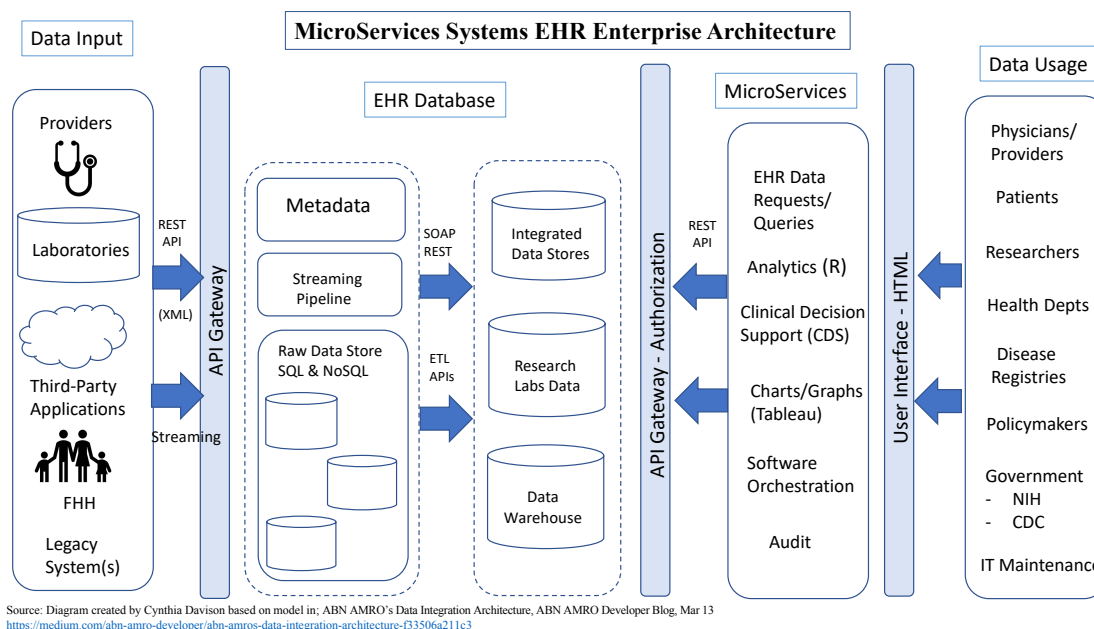 MicroServices Systems EHR Enterprise Architecture
Data Input
Providers
Laboratories
Third-Party
Applications
FHH
Legacy
System(s)
REST
API
(XML)
Streaming
API Gateway
EHR Database
Metadata
Streaming
Pipeline
Raw Data Store
SQL & NoSQL
SOAP
REST
ETL
APIs
Integrated
Data Stores
Research
Labs Data
Data
Warehouse
API Gateway - Authorization
REST
API
MicroServices
EHR Data
Requests/
Queries
Analytics (R)
Clinical Decision
Support (CDS)
Charts/Graphs
(Tableau)
Software
Orchestration
Audit
User Interface - HTML
Data Usage
Physicians/
Providers
Patients
Researchers
Health Depts
Disease
Registries
Policymakers
Government
- NIH
- CDC
IT Maintenance
Source: Diagram created by Cynthia Davison based on model in; ABN AMRO's Data Integration Architecture, ABN AMRO Developer Blog, Mar 13
https://medium.com/abn-amro-developer/abn-amros-data-integration-architecture-f33506a211c3